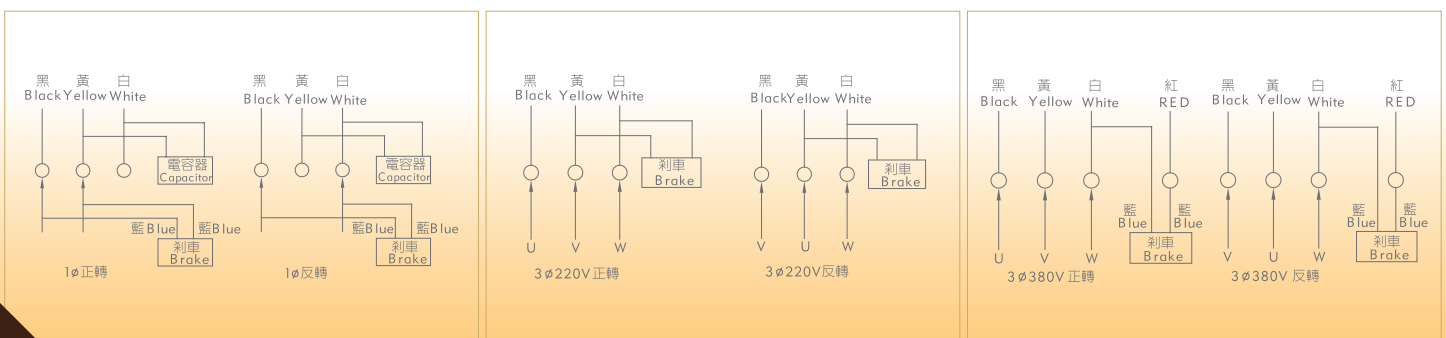 黑 黃 白
Black Yellow White
電容器
Capacitor
藍Blue 藍Blue
剎車
Brake
1ø正轉
黑 黃 白
Black Yellow White
電容器
Capacitor
藍Blue 藍Blue
剎車
Brake
1ø反轉
黑 黃 白
Black Yellow White
剎車
Brake
U V W
3ø220V正轉
黑 黃 白
Black Yellow White
剎車
Brake
V U W
3ø220V反轉
黑 黃 白 紅
Black Yellow White RED
藍 藍
Blue Blue
剎車
Brake
U V W
3ø380V正轉
黑 黃 白 紅
Black Yellow White RED
藍 藍
Blue Blue
剎車
Brake
V U W
3ø380V 反轉